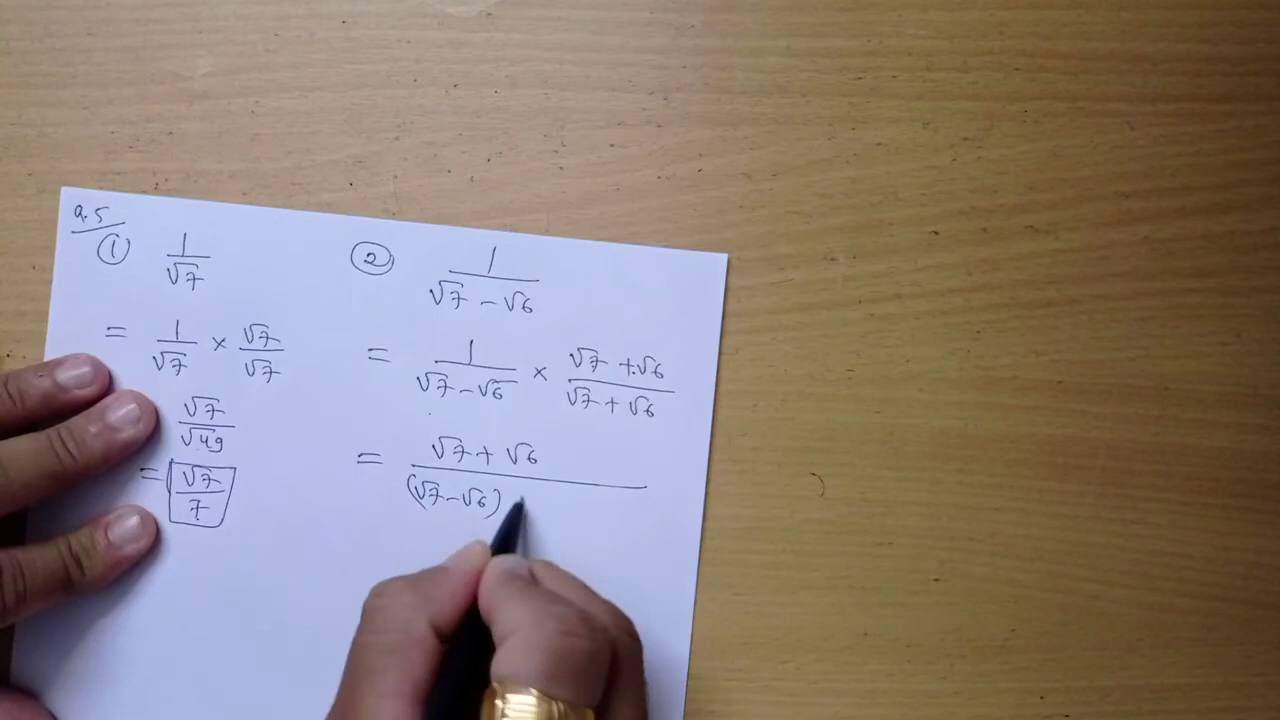 Q.5
① 1/√7
= 1/√7 × √7/√7
√7/√49
= √7/7
② 1/(√7 - √6)
= 1/(√7 - √6) × (√7 + √6)/(√7 + √6)
= (√7 + √6)/(√7 - √6)